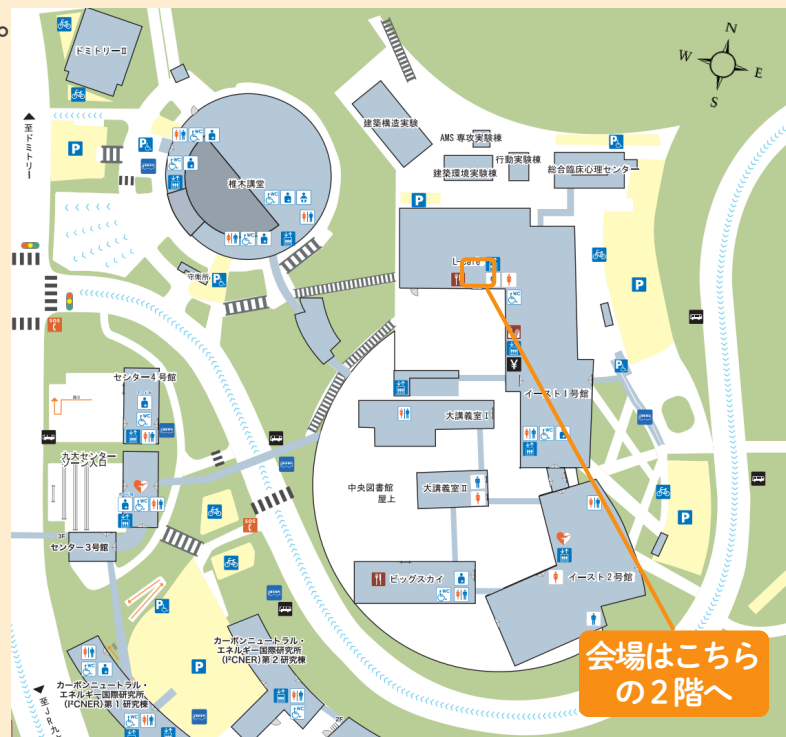 。
ドミトリーⅡ
N
W
E
S
▲至ドミトリー
P
建築構造実験
AMS 専攻実験棟
行動実験棟
建築環境実験棟
総合臨床心理センター
椎木講堂
WC
P
守衛所
L-café
P
SOS
WC
¥
イースト1号館
センター4号館
大講義室Ⅰ
九大センター
ゾーン入口
中央図書館
屋上
大講義室Ⅱ
P
SOS
3F
センター3号館
ビッグスカイ
イースト2号館
カーボンニュートラル・
エネルギー国際研究所
(I²CNER)第2研究棟
P
カーボンニュートラル・
エネルギー国際研究所
(I²CNER)第1研究棟
2F
会場はこちら
の2階へ
▲至JR九